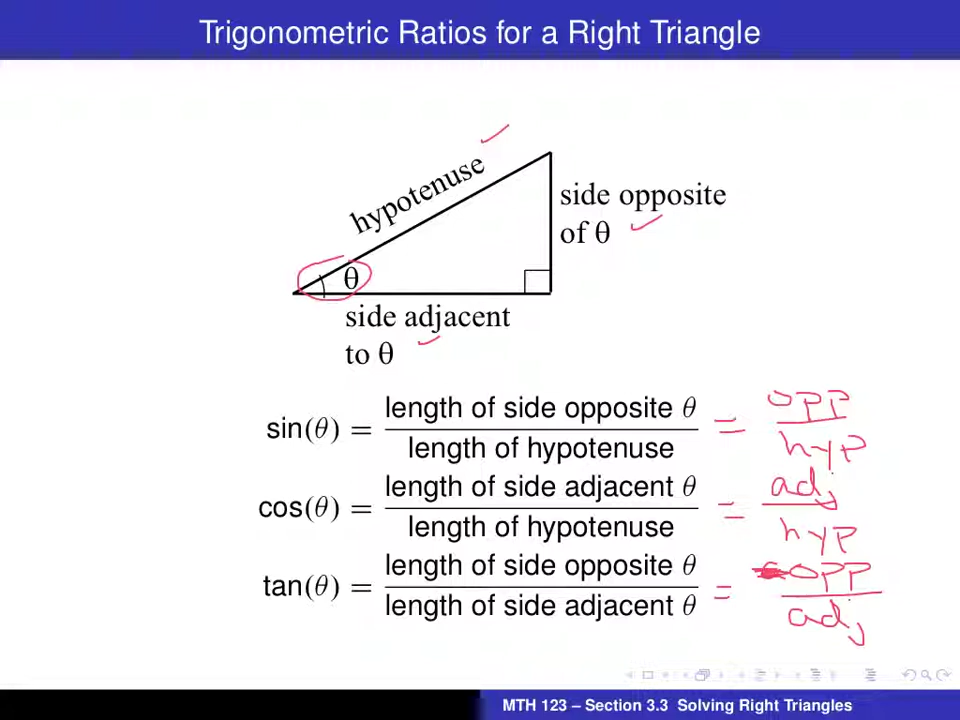 Trigonometric Ratios for a Right Triangle
hypotenuse
side opposite
of θ
θ
side adjacent
to θ
sin(θ) = length of side opposite θ / length of hypotenuse = opp / hyp
cos(θ) = length of side adjacent θ / length of hypotenuse = adj / hyp
tan(θ) = length of side opposite θ / length of side adjacent θ = opp / adj
MTH 123 – Section 3.3 Solving Right Triangles